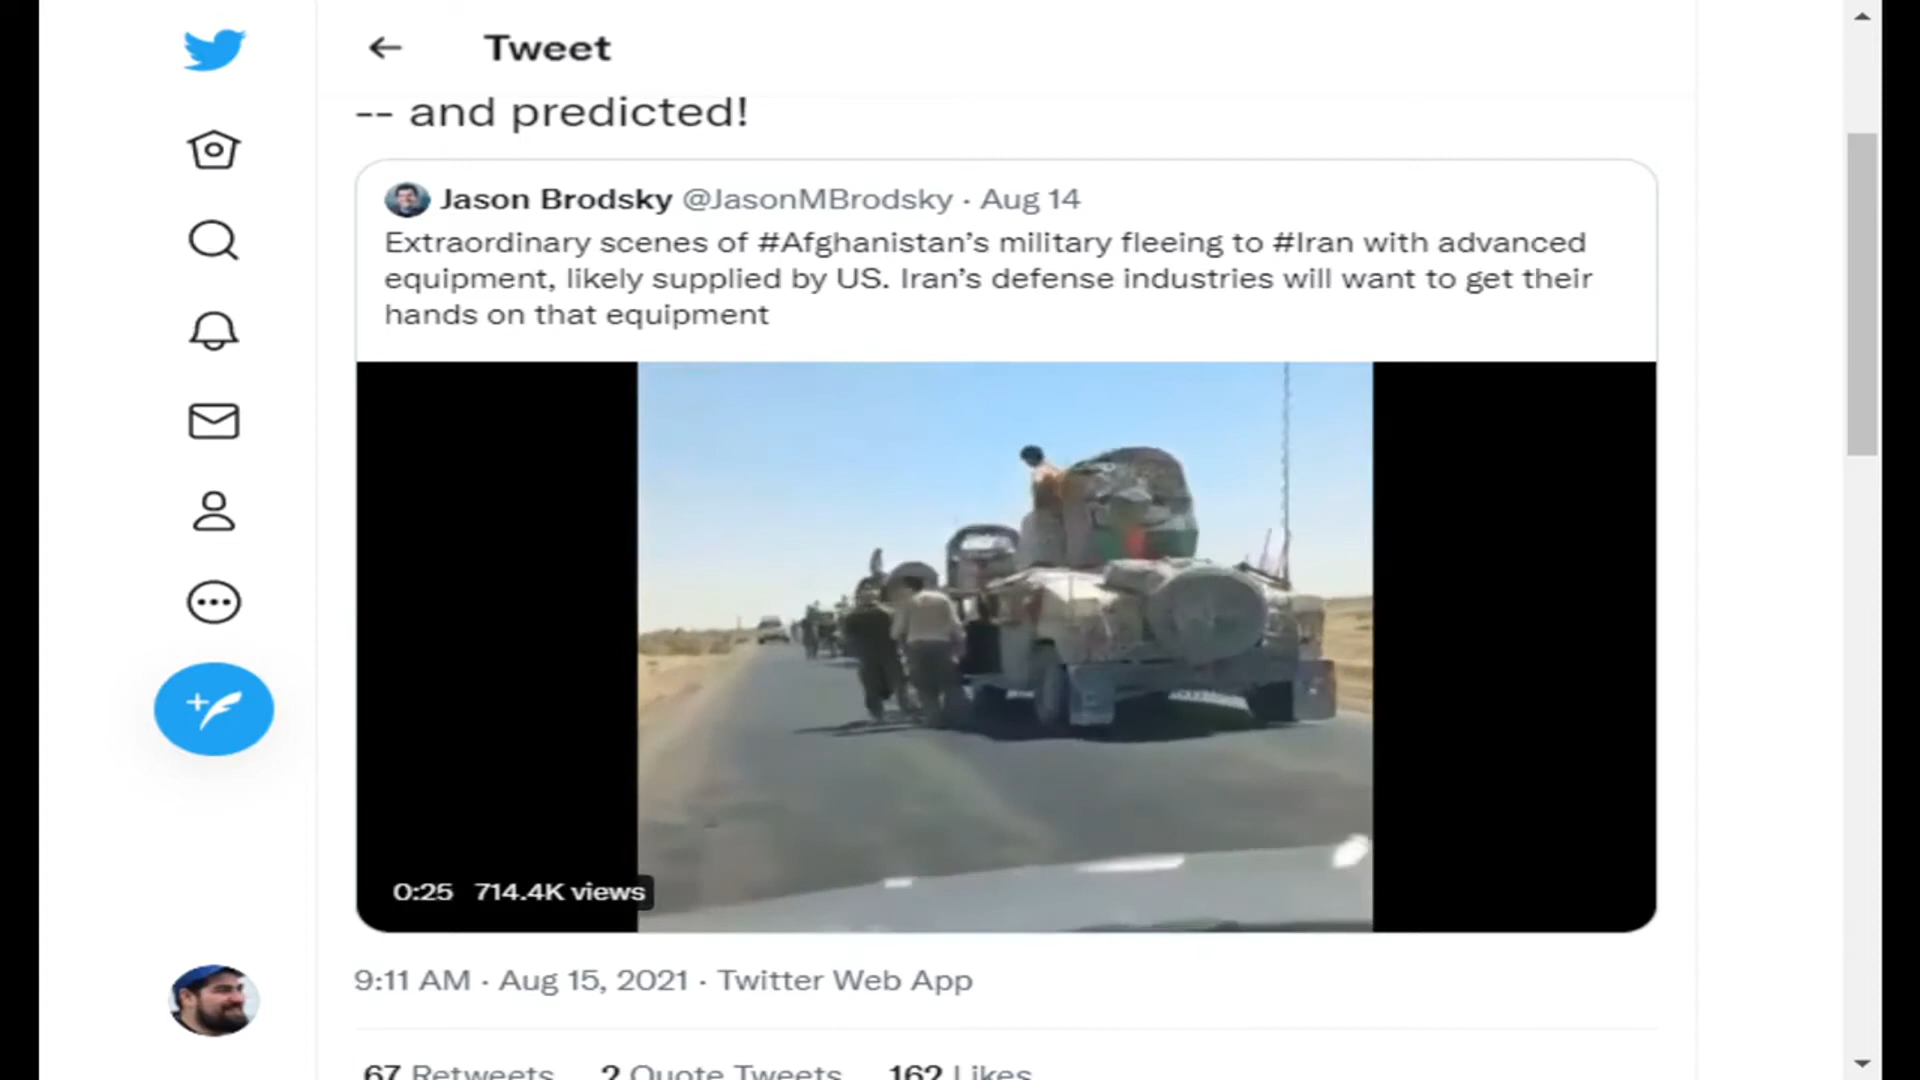 Tweet
-- and predicted!
Jason Brodsky @JasonMBrodsky · Aug 14
Extraordinary scenes of #Afghanistan's military fleeing to #Iran with advanced
equipment, likely supplied by US. Iran's defense industries will want to get their
hands on that equipment
0:25 714.4K views
9:11 AM · Aug 15, 2021 · Twitter Web App
67 Retweets 2 Quote Tweets 162 Likes